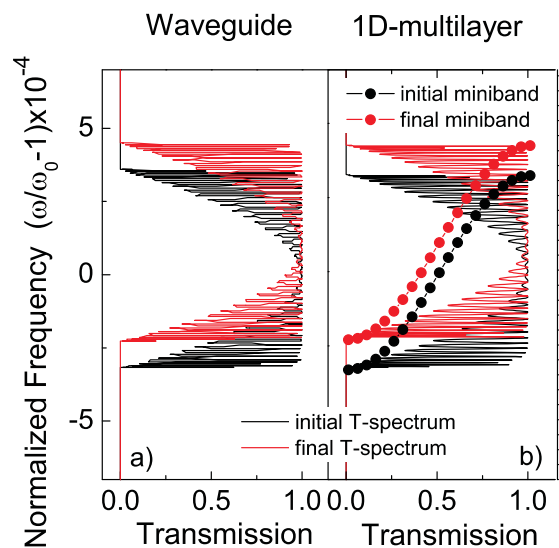 Waveguide
1D-multilayer
Normalized Frequency (ω/ω0-1)x10-4
5
0
-5
initial miniband
final miniband
initial T-spectrum
final T-spectrum
a)
b)
0.0 0.5 1.0
0.0 0.5 1.0
Transmission
Transmission